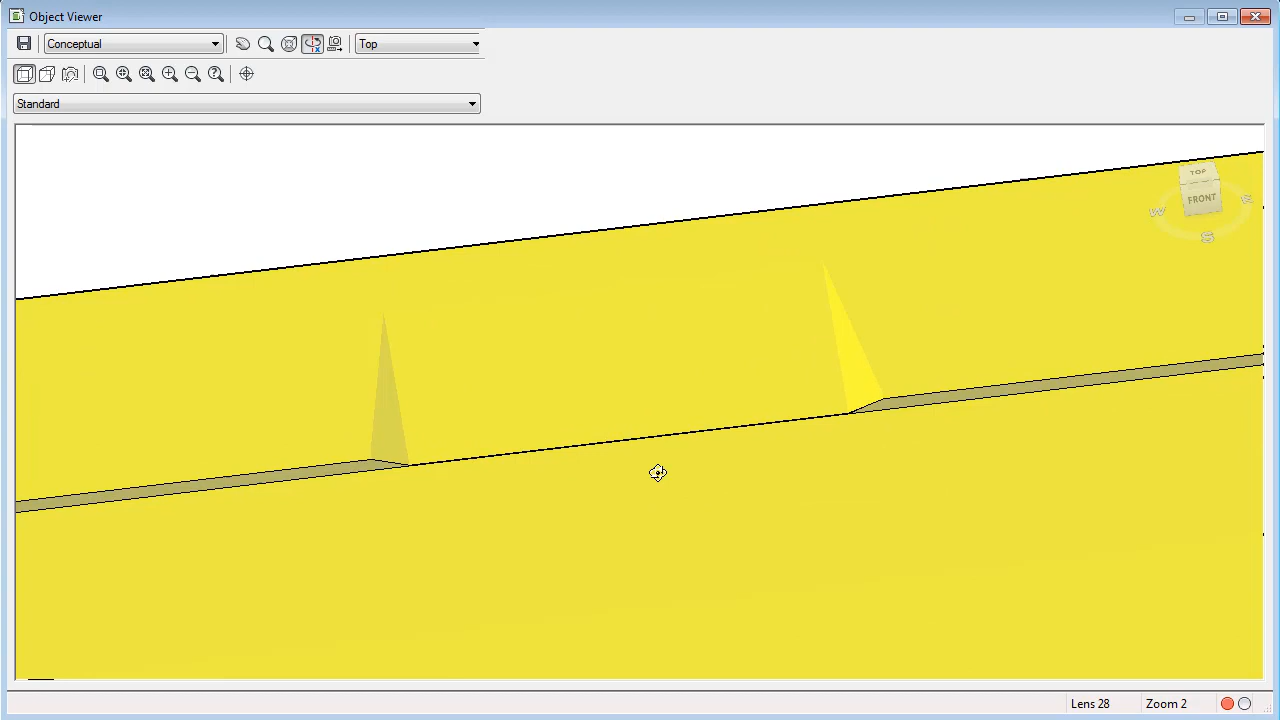 Object Viewer
Conceptual
Top
Standard
TOP
FRONT
W
S
Lens 28
Zoom 2